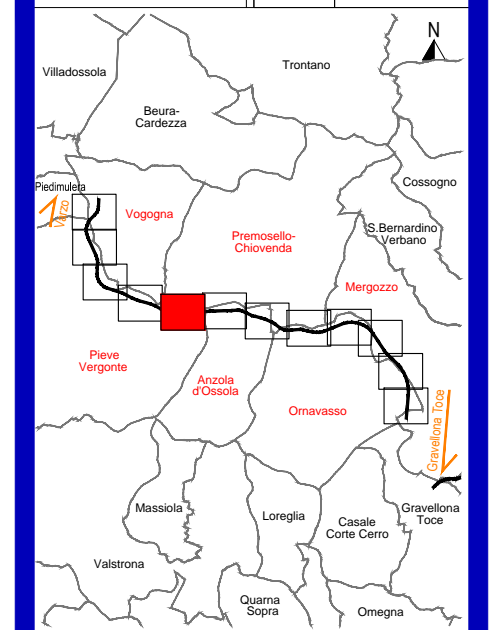 N
Villadossola
Trontano
Beura-
Cardezza
Cossogno
Piedimulera
Varzo
Vogogna
S.Bernardino
Verbano
Premosello-
Chiovenda
Mergozzo
Pieve
Vergonte
Anzola
d'Ossola
Ornavasso
Gravellona Toce
Massiola
Loreglia
Casale
Corte Cerro
Gravellona
Toce
Valstrona
Quarna
Sopra
Omegna